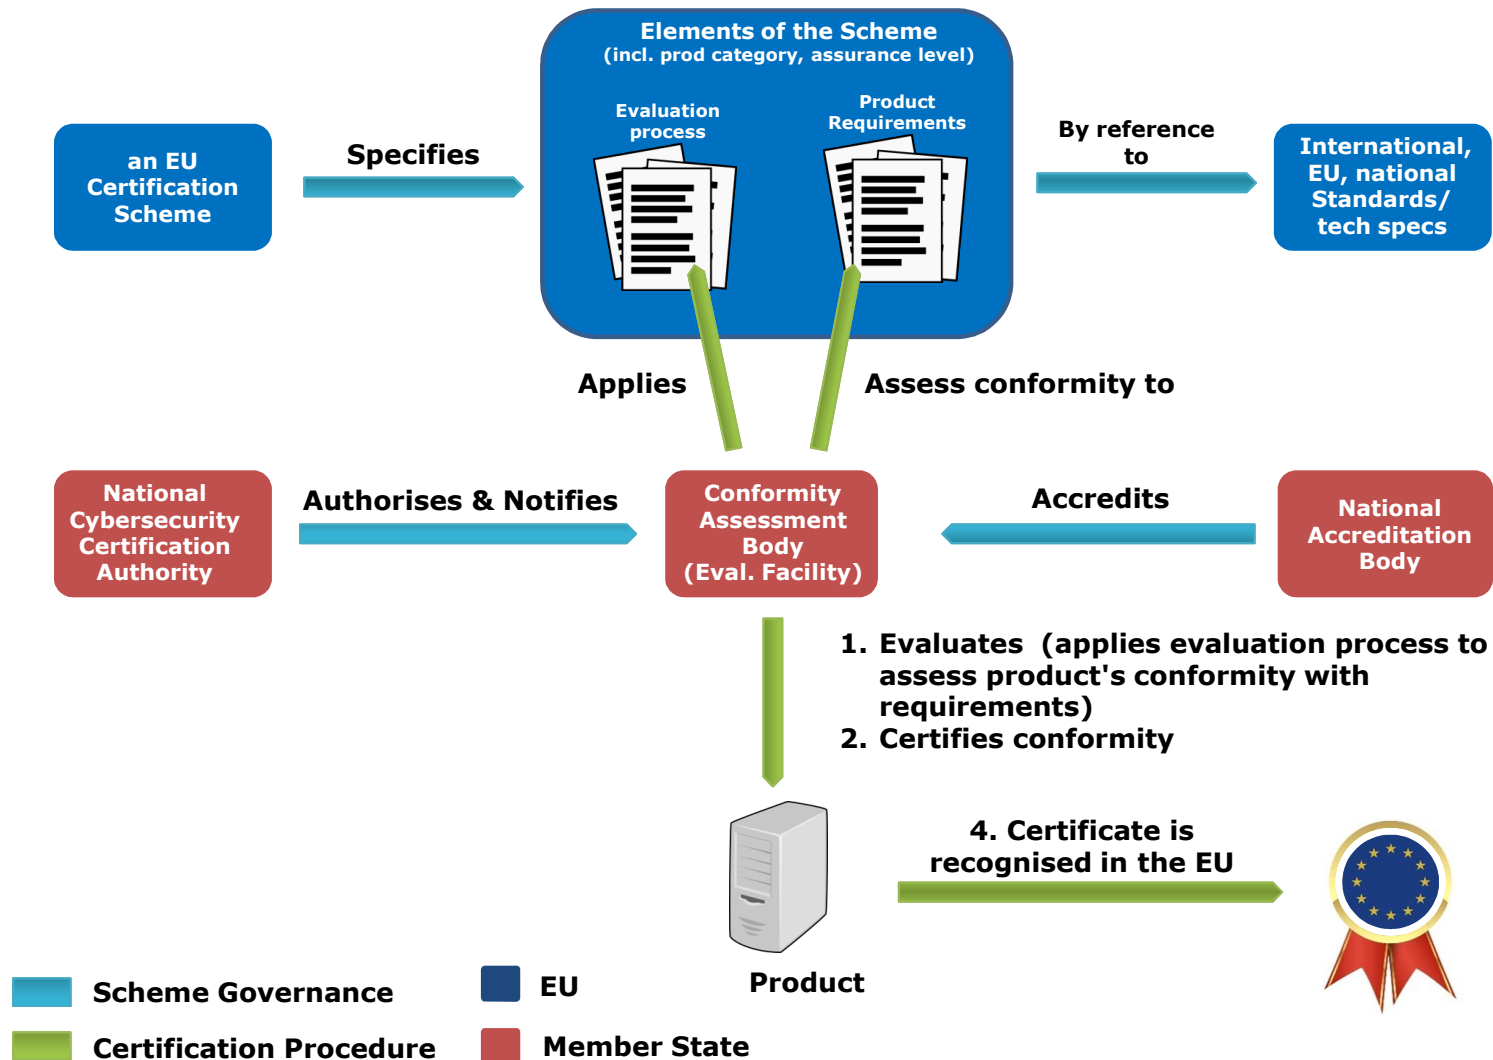 Elements of the Scheme
(incl. prod category, assurance level)
Evaluation
process
Product
Requirements
an EU
Certification
Scheme
Specifies
By reference
to
International,
EU, national
Standards/
tech specs
Applies
Assess conformity to
National
Cybersecurity
Certification
Authority
Authorises & Notifies
Conformity
Assessment
Body
(Eval. Facility)
Accredits
National
Accreditation
Body
1. Evaluates (applies evaluation process to
assess product's conformity with
requirements)
2. Certifies conformity
4. Certificate is
recognised in the EU
Product
Scheme Governance
EU
Certification Procedure
Member State